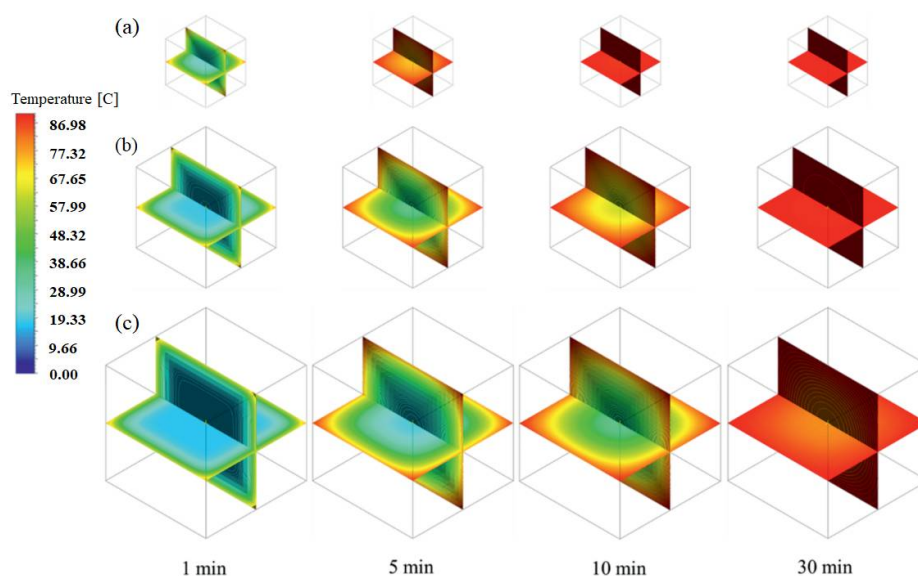 (a)
Temperature [C]
86.98
77.32
67.65
57.99
48.32
38.66
28.99
19.33
9.66
0.00
(b)
(c)
1 min
5 min
10 min
30 min